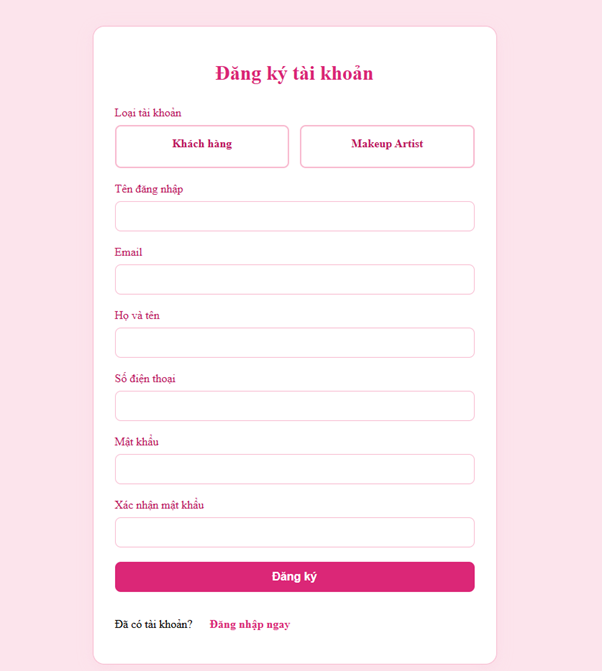 Đăng ký tài khoản
Loại tài khoản
Khách hàng Makeup Artist
Tên đăng nhập
Email
Họ và tên
Số điện thoại
Mật khẩu
Xác nhận mật khẩu
Đăng ký
Đã có tài khoản? Đăng nhập ngay